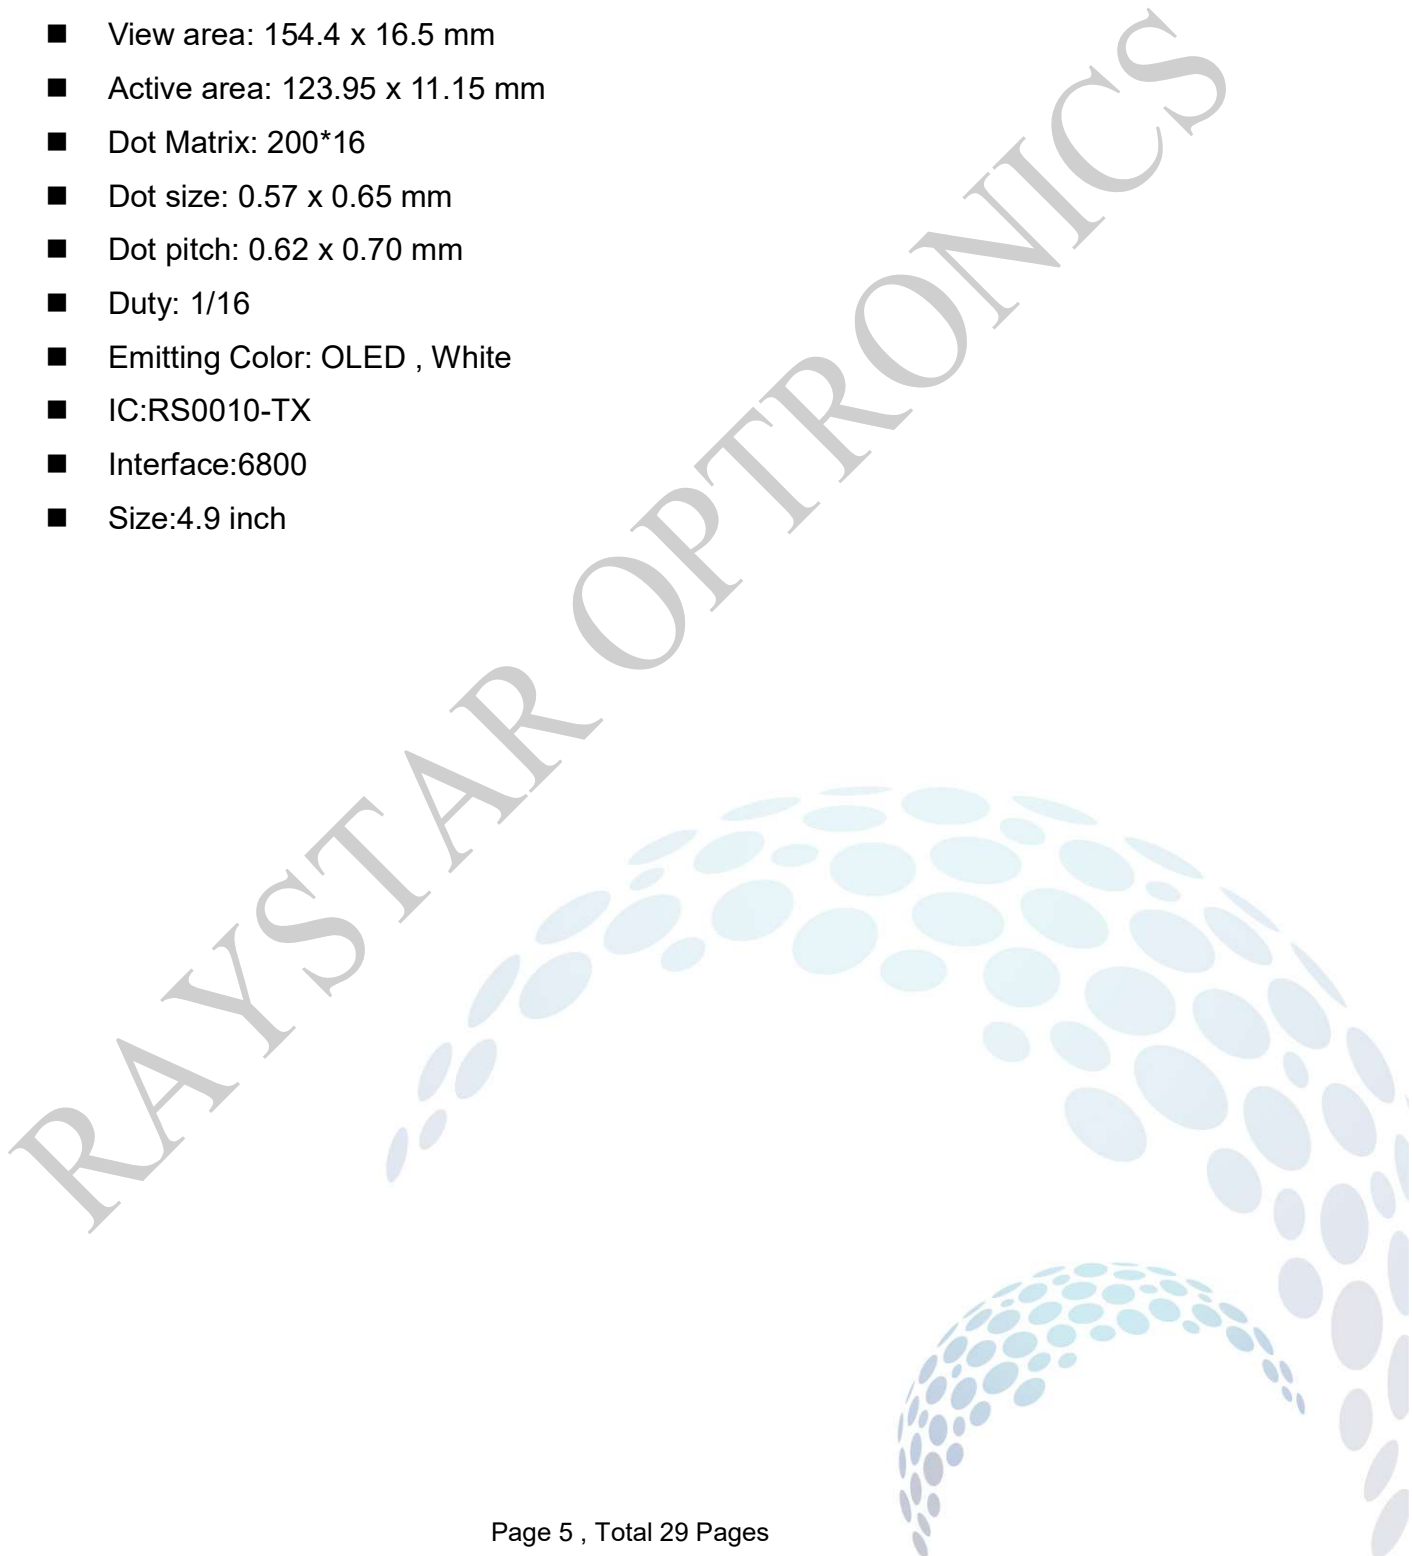 ■ View area: 154.4 x 16.5 mm
■ Active area: 123.95 x 11.15 mm
■ Dot Matrix: 200*16
■ Dot size: 0.57 x 0.65 mm
■ Dot pitch: 0.62 x 0.70 mm
■ Duty: 1/16
■ Emitting Color: OLED , White
■ IC:RS0010-TX
■ Interface:6800
■ Size:4.9 inch
RAYSTAR OPTRONICS
Page 5 , Total 29 Pages